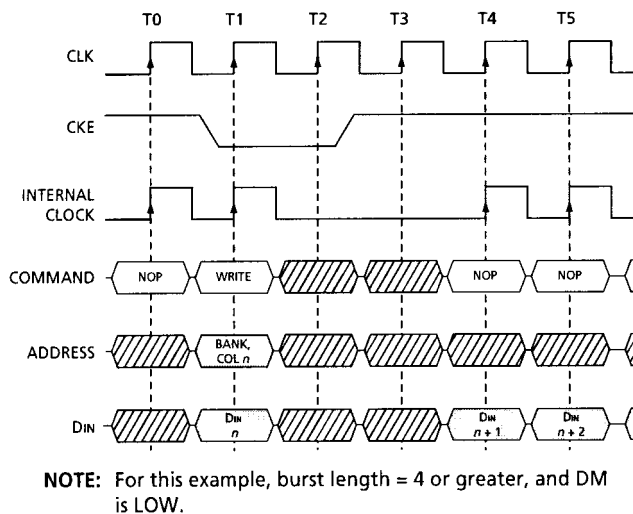 T0 T1 T2 T3 T4 T5
CLK
CKE
INTERNAL
CLOCK
COMMAND NOP WRITE NOP NOP
ADDRESS BANK,
COL n
DIN DIN
n DIN
n + 1 DIN
n + 2
NOTE: For this example, burst length = 4 or greater, and DM
is LOW.